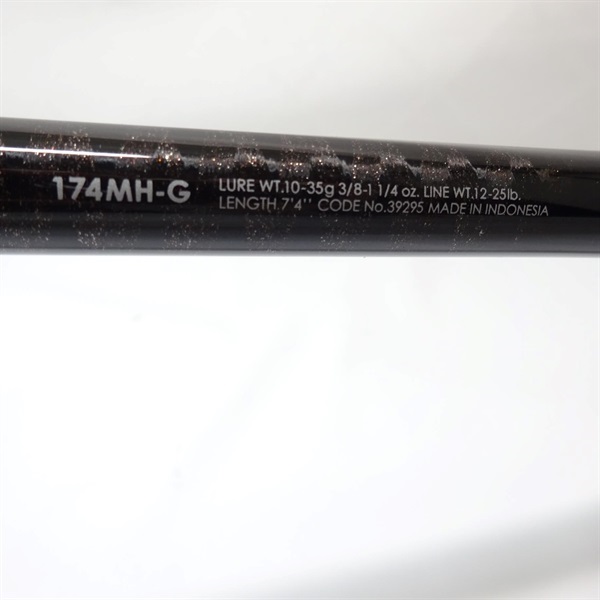 174MH-G
LURE WT.10-35g 3/8-1 1/4 oz. LINE WT.12-25lb.
LENGTH 7'4'' CODE No.39295 MADE IN INDONESIA